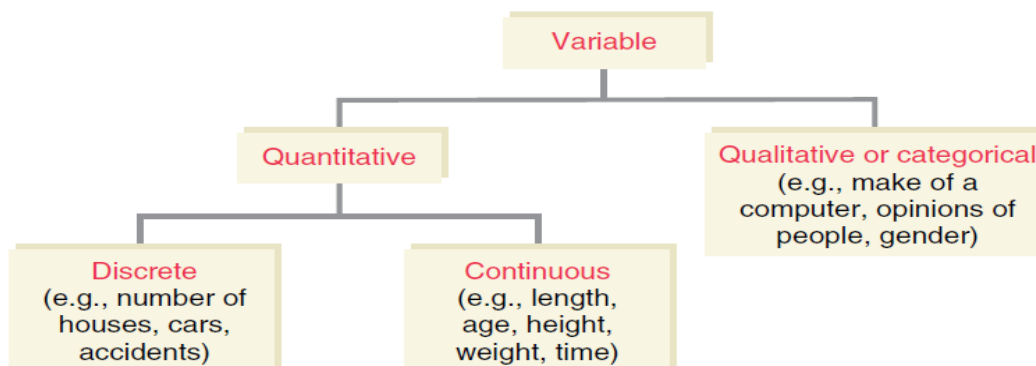 Variable
Quantitative
Qualitative or categorical
(e.g., make of a
computer, opinions of
people, gender)
Discrete
(e.g., number of
houses, cars,
accidents)
Continuous
(e.g., length,
age, height,
weight, time)